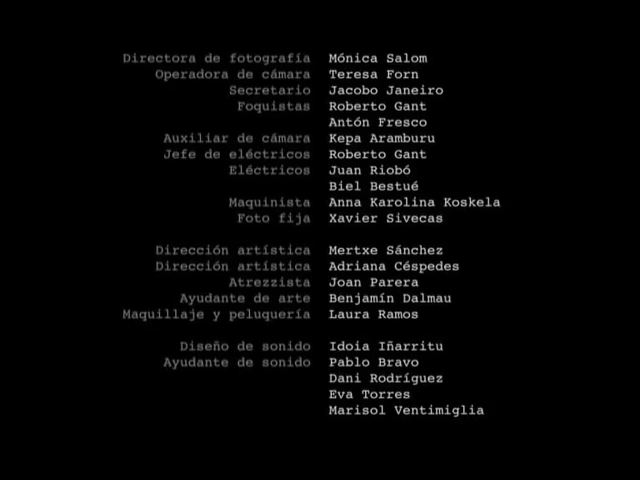 Directora de fotografía Mónica Salom
Operadora de cámara Teresa Forn
Secretario Jacobo Janeiro
Foquistas Roberto Gant
Antón Fresco
Auxiliar de cámara Kepa Aramburu
Jefe de eléctricos Roberto Gant
Eléctricos Juan Riobó
Biel Bestué
Maquinista Anna Karolina Koskela
Foto fija Xavier Sivecas
Dirección artística Mertxe Sánchez
Dirección artística Adriana Céspedes
Atrezzista Joan Parera
Ayudante de arte Benjamín Dalmau
Maquillaje y peluquería Laura Ramos
Diseño de sonido Idoia Iñarritu
Ayudante de sonido Pablo Bravo
Dani Rodríguez
Eva Torres
Marisol Ventimiglia